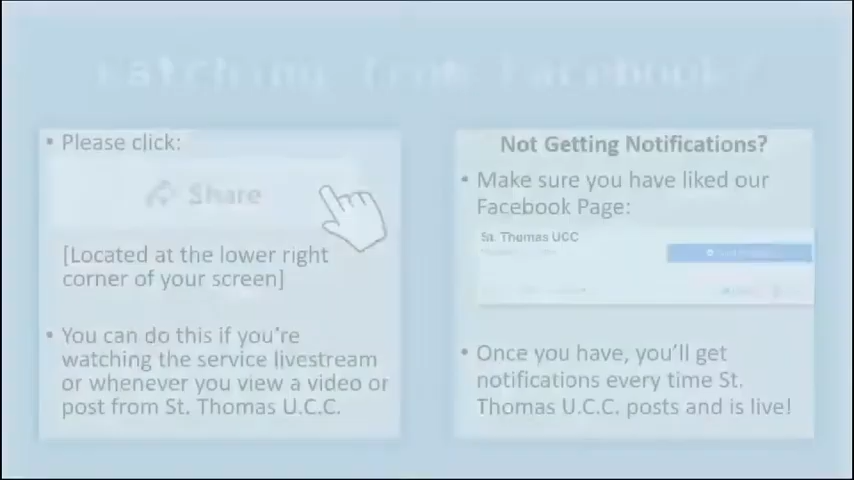 Watching from Facebook?
• Please click:
Share
[Located at the lower right
corner of your screen]
• You can do this if you're
watching the service livestream
or whenever you view a video or
post from St. Thomas U.C.C.
Not Getting Notifications?
• Make sure you have liked our
Facebook Page:
St. Thomas UCC
• Once you have, you'll get
notifications every time St.
Thomas U.C.C. posts and is live!